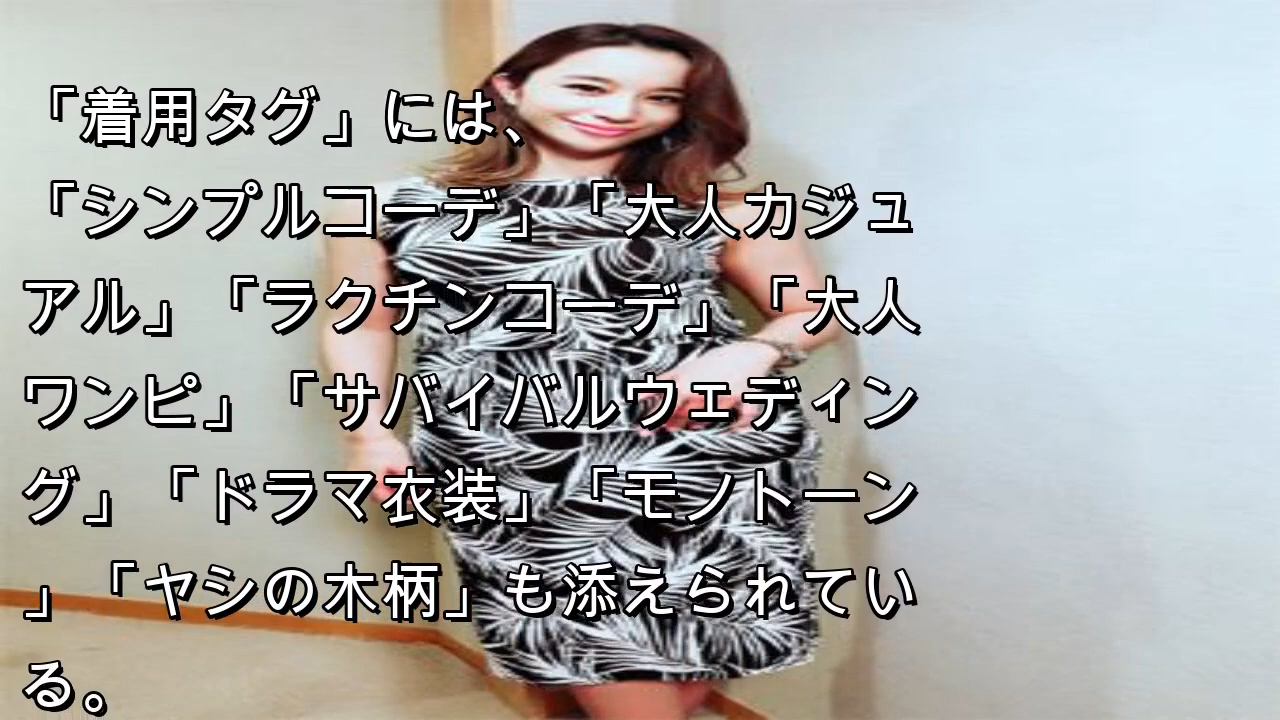 「着用タグ」には、
「シンプルコーデ」「大人カジュ
アル」「ラクチンコーデ」「大人
ワンピ」「サバイバルウェディン
グ」「ドラマ衣装」「モノトーン
」「ヤシの木柄」も添えられてい
る。